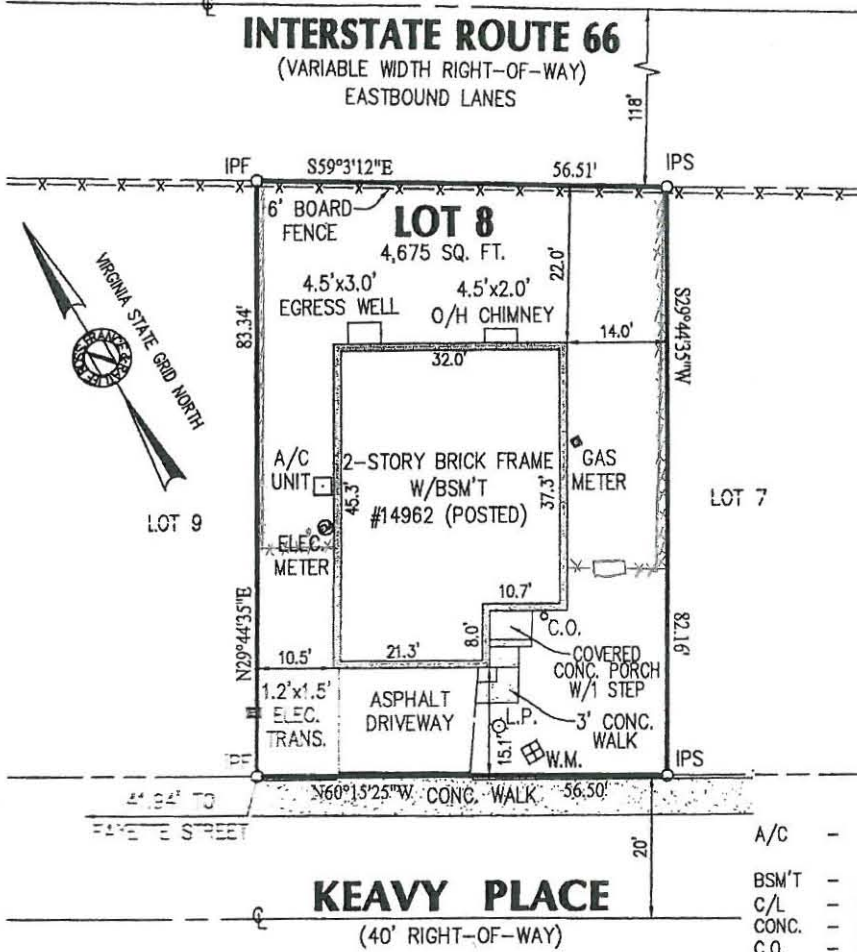 INTERSTATE ROUTE 66
(VARIABLE WIDTH RIGHT-OF-WAY)
EASTBOUND LANES
118'
IPF
S59°3'12"E
56.51'
IPS
6' BOARD
FENCE
LOT 8
4,675 SQ. FT.
22.0'
4.5'x3.0'
EGRESS WELL
4.5'x2.0'
O/H CHIMNEY
VIRGINIA STATE GRID NORTH
83.34'
14.0'
S29°44'35"W
32.0'
A/C
UNIT
2-STORY BRICK FRAME
W/BSM'T
#14962 (POSTED)
45.3'
37.3'
GAS
METER
LOT 7
LOT 9
ELEC.
METER
10.7'
N29°44'35"E
8.0'
C.O.
82.16'
10.5'
21.3'
COVERED
CONC. PORCH
W/1 STEP
1.2'x1.5'
ELEC.
TRANS.
ASPHALT
DRIVEWAY
L.P.
3' CONC.
WALK
15.1'
W.M.
IPS
N60°15'25"W
CONC. WALK
56.50'
TO
STREET
20'
KEAVY PLACE
(40' RIGHT-OF-WAY)
A/C -
BSM'T -
C/L -
CONC. -
C.O. -